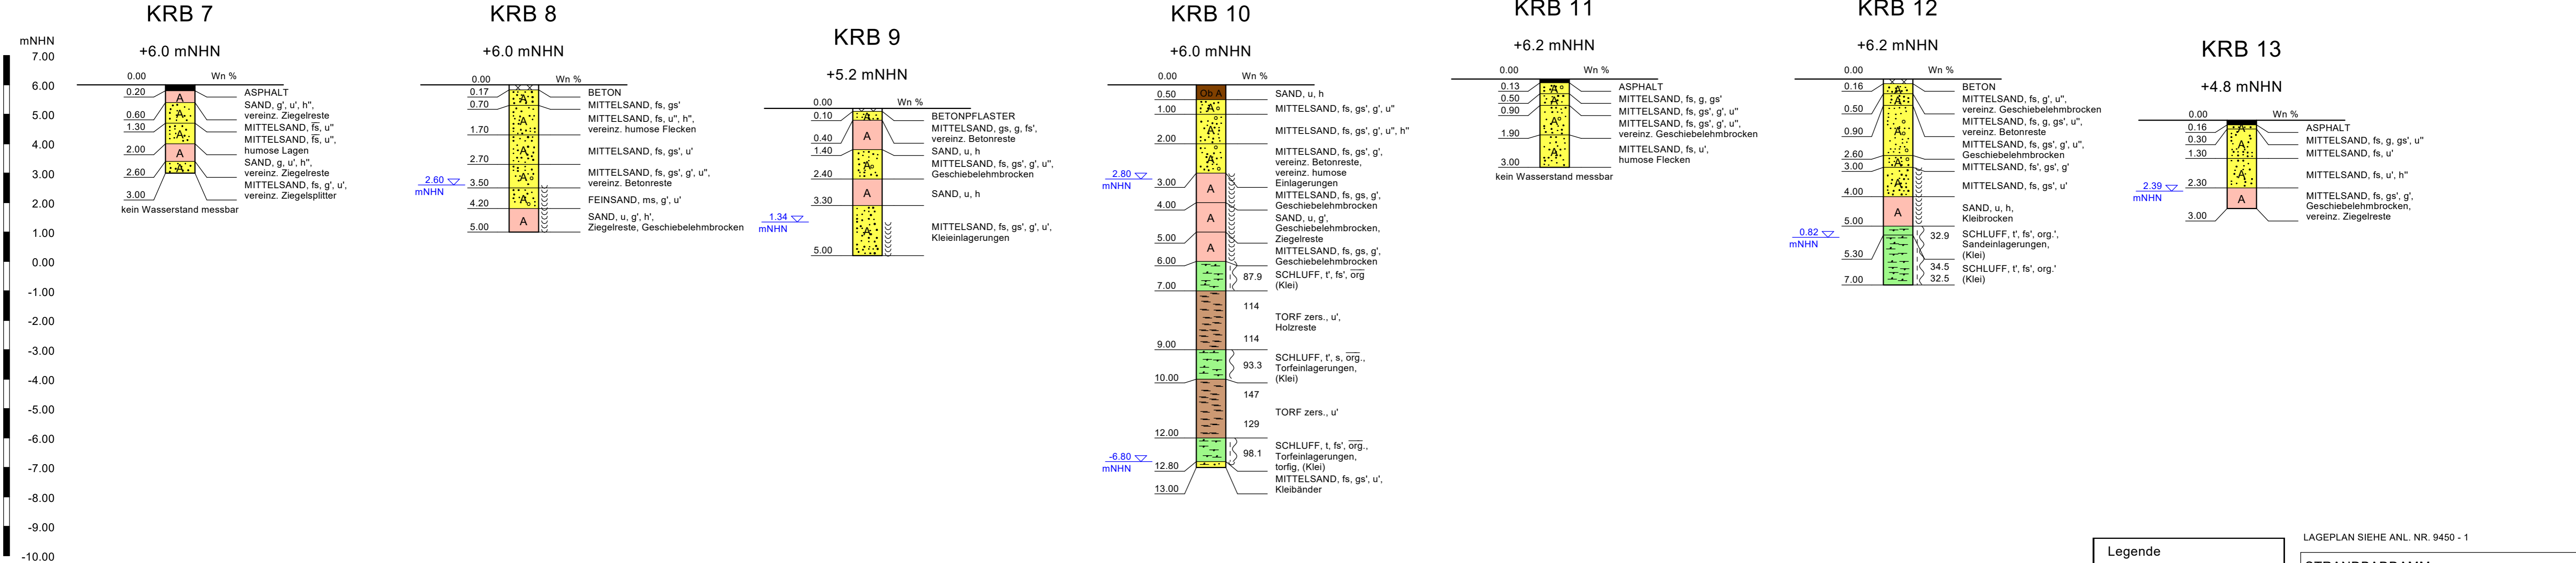 mNHN
7.00
6.00
5.00
4.00
3.00
2.00
1.00
0.00
-1.00
-2.00
-3.00
-4.00
-5.00
-6.00
-7.00
-8.00
-9.00
-10.00
KRB 7
+6.0 mNHN
0.00 Wn %
0.20
0.60
1.30
2.00
2.60
3.00
A
A
A
A
A
ASPHALT
SAND, g', u', h'',
vereinz. Ziegelreste
MITTELSAND, f̅s̅, u''
MITTELSAND, f̅s̅, u'',
humose Lagen
SAND, g, u', h'',
vereinz. Ziegelreste
MITTELSAND, fs, g', u',
vereinz. Ziegelsplitter
kein Wasserstand messbar
KRB 8
+6.0 mNHN
0.00 Wn %
0.17
0.70
1.70
2.70
3.50
4.20
5.00
2.60
mNHN
A
A
A
A
A
A
BETON
MITTELSAND, fs, gs'
MITTELSAND, fs, u'', h'',
vereinz. humose Flecken
MITTELSAND, fs, gs', u'
MITTELSAND, fs, gs', g', u'',
vereinz. Betonreste
FEINSAND, ms, g', u'
SAND, u, g', h',
Ziegelreste, Geschiebelehmbrocken
KRB 9
+5.2 mNHN
0.00 Wn %
0.10
0.40
1.40
2.40
3.30
5.00
1.34
mNHN
A
A
A
A
A
BETONPFLASTER
MITTELSAND, gs, g, fs',
vereinz. Betonreste
SAND, u, h
MITTELSAND, fs, gs', g', u'',
Geschiebelehmbrocken
SAND, u, h
MITTELSAND, fs, gs', g', u',
Kleieinlagerungen
KRB 10
+6.0 mNHN
0.00 Wn %
0.50
1.00
2.00
3.00
4.00
5.00
6.00
7.00
9.00
10.00
12.00
12.80
13.00
2.80
mNHN
-6.80
mNHN
Ob A
A
A
A
A
A
A
87.9
114
114
93.3
147
129
98.1
SAND, u, h
MITTELSAND, fs, gs', g', u''
MITTELSAND, fs, gs', g', u'', h''
MITTELSAND, fs, gs', g',
vereinz. Betonreste,
vereinz. humose
Einlagerungen
MITTELSAND, fs, gs, g',
Geschiebelehmbrocken
SAND, u, g',
Geschiebelehmbrocken,
Ziegelreste
MITTELSAND, fs, gs, g',
Geschiebelehmbrocken
SCHLUFF, t', fs', o̅r̅g̅
(Klei)
TORF zers., u',
Holzreste
SCHLUFF, t', s, o̅r̅g̅.,
Torfeinlagerungen,
(Klei)
TORF zers., u'
SCHLUFF, t, fs', o̅r̅g̅.,
Torfeinlagerungen,
torfig, (Klei)
MITTELSAND, fs, gs', u',
Kleibänder
KRB 11
+6.2 mNHN
0.00 Wn %
0.13
0.50
0.90
1.90
3.00
A
A
A
A
ASPHALT
MITTELSAND, fs, g, gs'
MITTELSAND, fs, gs', g', u''
MITTELSAND, fs, gs', g', u'',
vereinz. Geschiebelehmbrocken
MITTELSAND, fs, u',
humose Flecken
kein Wasserstand messbar
KRB 12
+6.2 mNHN
0.00 Wn %
0.16
0.50
0.90
2.60
3.00
4.00
5.00
5.30
7.00
0.82
mNHN
A
A
A
A
A
A
32.9
34.5
32.5
BETON
MITTELSAND, fs, g', u'',
vereinz. Geschiebelehmbrocken
MITTELSAND, fs, g, gs', u'',
vereinz. Betonreste
MITTELSAND, fs, gs', g', u'',
Geschiebelehmbrocken
MITTELSAND, fs', gs', g'
MITTELSAND, fs, gs', u'
SAND, u, h,
Kleibrocken
SCHLUFF, t', fs', org.',
Sandeinlagerungen,
(Klei)
SCHLUFF, t', fs', org.'
(Klei)
KRB 13
+4.8 mNHN
0.00 Wn %
0.16
0.30
1.30
2.30
3.00
2.39
mNHN
A
A
A
A
ASPHALT
MITTELSAND, fs, g, gs', u''
MITTELSAND, fs, u'
MITTELSAND, fs, u', h''
MITTELSAND, fs, gs', g',
Geschiebelehmbrocken,
vereinz. Ziegelreste
Legende
LAGEPLAN SIEHE ANL. NR. 9450 - 1